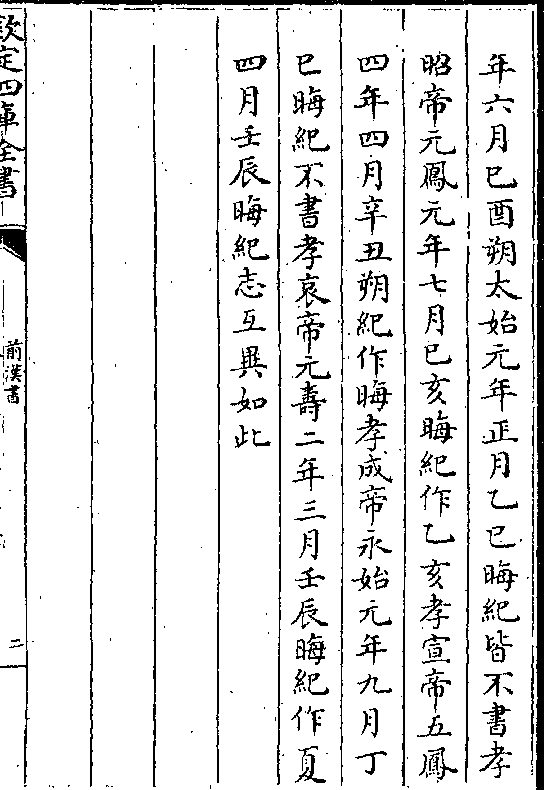 年六月巳酉朔太始元年正月乙巳晦紀皆不書孝
昭帝元鳳元年七月巳亥晦紀作乙亥孝宣帝五鳳
四年四月辛丑朔紀作晦孝成帝永始元年九月丁
巳晦紀不書孝哀帝元壽二年三月壬辰晦紀作夏
四月壬辰晦紀志互異如此
欽定四庫全書
前漢書
二